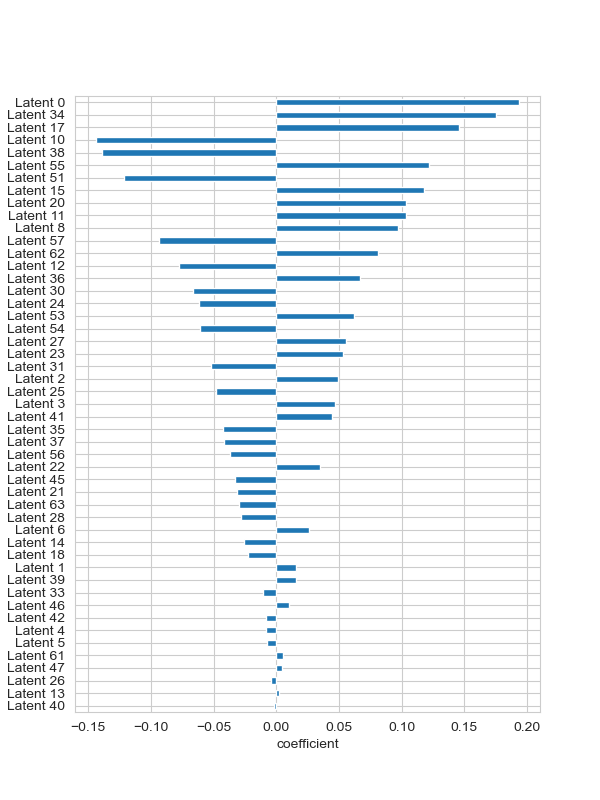 Latent 0
Latent 34
Latent 17
Latent 10
Latent 38
Latent 55
Latent 51
Latent 15
Latent 20
Latent 11
Latent 8
Latent 57
Latent 62
Latent 12
Latent 36
Latent 30
Latent 24
Latent 53
Latent 54
Latent 27
Latent 23
Latent 31
Latent 2
Latent 25
Latent 3
Latent 41
Latent 35
Latent 37
Latent 56
Latent 22
Latent 45
Latent 21
Latent 63
Latent 28
Latent 6
Latent 14
Latent 18
Latent 1
Latent 39
Latent 33
Latent 46
Latent 42
Latent 4
Latent 5
Latent 61
Latent 47
Latent 26
Latent 13
Latent 40
−0.15 −0.10 −0.05 0.00 0.05 0.10 0.15 0.20
coefficient